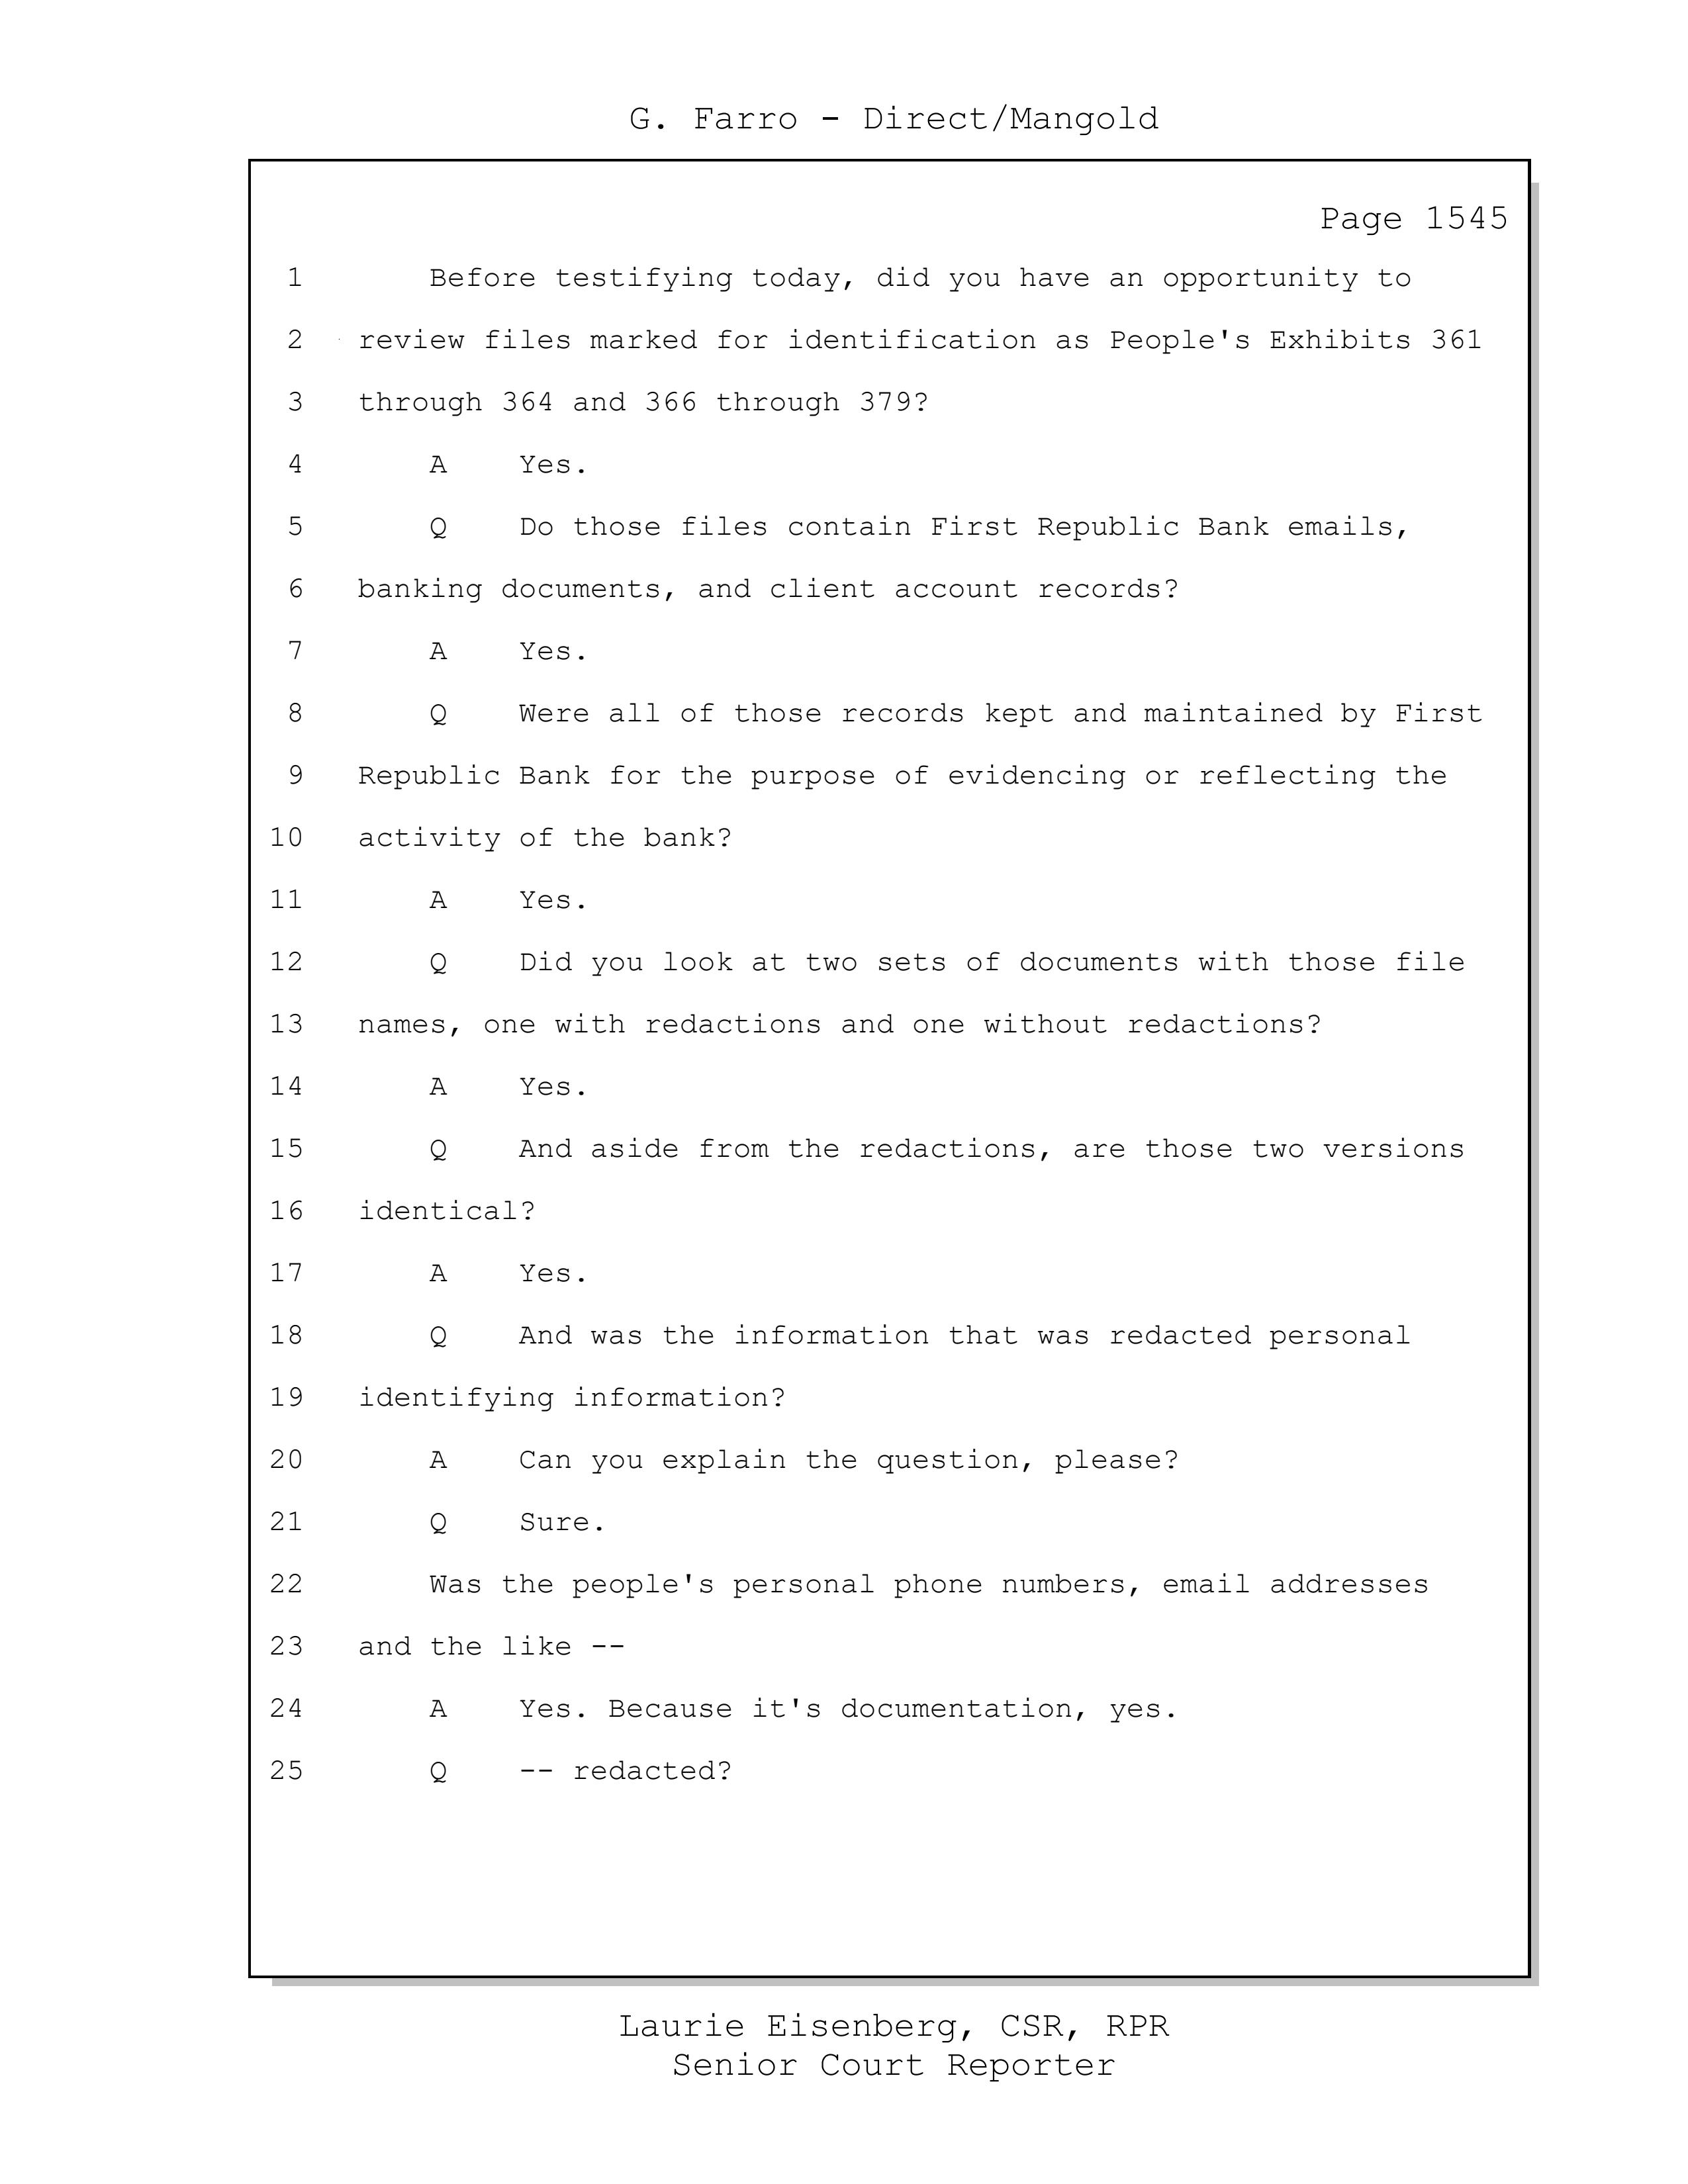 G. Farro - Direct/Mangold
Page 1545
1 Before testifying today, did you have an opportunity to
2 review files marked for identification as People's Exhibits 361
3 through 364 and 366 through 379?
4 A Yes.
5 Q Do those files contain First Republic Bank emails,
6 banking documents, and client account records?
7 A Yes.
8 Q Were all of those records kept and maintained by First
9 Republic Bank for the purpose of evidencing or reflecting the
10 activity of the bank?
11 A Yes.
12 Q Did you look at two sets of documents with those file
13 names, one with redactions and one without redactions?
14 A Yes.
15 Q And aside from the redactions, are those two versions
16 identical?
17 A Yes.
18 Q And was the information that was redacted personal
19 identifying information?
20 A Can you explain the question, please?
21 Q Sure.
22 Was the people's personal phone numbers, email addresses
23 and the like --
24 A Yes. Because it's documentation, yes.
25 Q -- redacted?
Laurie Eisenberg, CSR, RPR
Senior Court Reporter